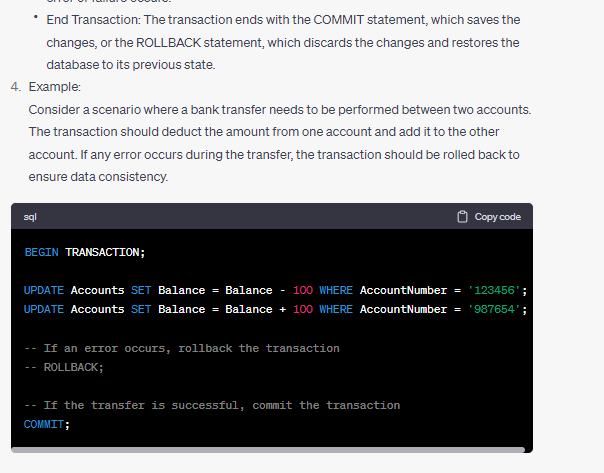 End Transaction: The transaction ends with the COMMIT statement, which saves the
changes, or the ROLLBACK statement, which discards the changes and restores the
database to its previous state.
4. Example:
Consider a scenario where a bank transfer needs to be performed between two accounts.
The transaction should deduct the amount from one account and add it to the other
account. If any error occurs during the transfer, the transaction should be rolled back to
ensure data consistency.
sql Copy code
BEGIN TRANSACTION;
UPDATE Accounts SET Balance = Balance - 100 WHERE AccountNumber = '123456';
UPDATE Accounts SET Balance = Balance + 100 WHERE AccountNumber = '987654';
-- If an error occurs, rollback the transaction
-- ROLLBACK;
-- If the transfer is successful, commit the transaction
COMMIT;